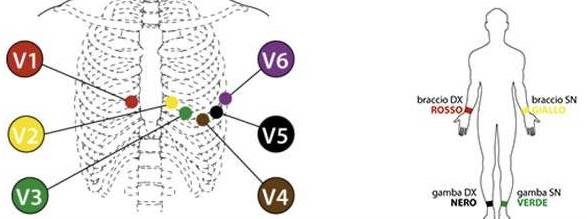 V1
V6
V2
V5
V3
V4
braccio DX
ROSSO
braccio SN
GIALLO
gamba DX
NERO
gamba SN
VERDE